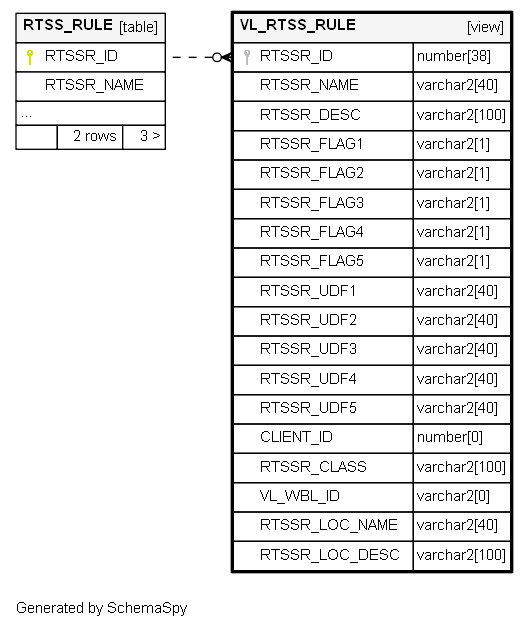 RTSS_RULE [table]
RTSSR_ID
RTSSR_NAME
...
2 rows 3 >
VL_RTSS_RULE [view]
RTSSR_ID number[38]
RTSSR_NAME varchar2[40]
RTSSR_DESC varchar2[100]
RTSSR_FLAG1 varchar2[1]
RTSSR_FLAG2 varchar2[1]
RTSSR_FLAG3 varchar2[1]
RTSSR_FLAG4 varchar2[1]
RTSSR_FLAG5 varchar2[1]
RTSSR_UDF1 varchar2[40]
RTSSR_UDF2 varchar2[40]
RTSSR_UDF3 varchar2[40]
RTSSR_UDF4 varchar2[40]
RTSSR_UDF5 varchar2[40]
CLIENT_ID number[0]
RTSSR_CLASS varchar2[100]
VL_WBL_ID varchar2[0]
RTSSR_LOC_NAME varchar2[40]
RTSSR_LOC_DESC varchar2[100]
Generated by SchemaSpy